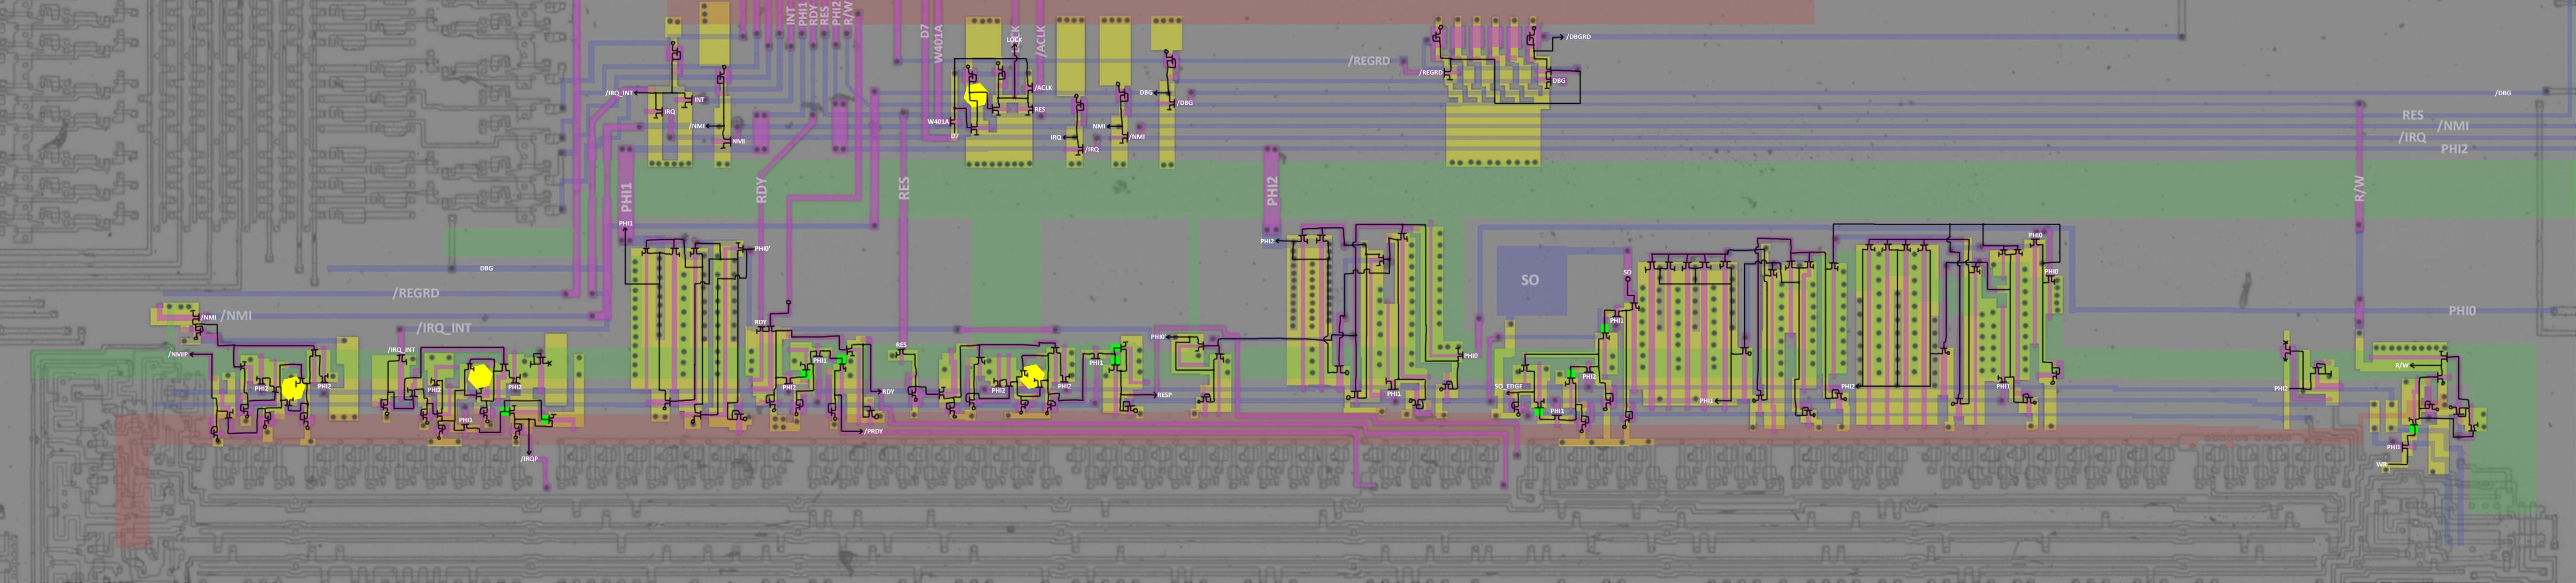 INT
PHI1
RDY
RES
PHI2
R/W
D7
W401A
LOCK
/ACLK
/DBGRD
/REGRD
/REGRD
DBG
/IRQ_INT
INT
IRQ
/NMI
NMI
W401A
D7
/ACLK
RES
IRQ
/IRQ
NMI
/NMI
DBG
/DBG
/DBG
RES
/NMI
/IRQ
PHI2
PHI1
RDY
RES
PHI2
R/W
PHI1
PHI0'
PHI2
PHI0
PHI0
DBG
SO
SO
/REGRD
/NMI
/NMI
/IRQ_INT
PHI0
RDY
PHI1
RES
PHI1
PHI0'
PHI0
/NMIP
PHI2
PHI2
/IRQ_INT
PHI2
PHI2
PHI1
/IRQP
PHI1
PHI2
RDY
/PRDY
PHI2
PHI2
PHI1
RESP
PHI1
SO_EDGE
PHI1
PHI2
PHI1
PHI2
PHI1
PHI2
R/W
PHI1
WR